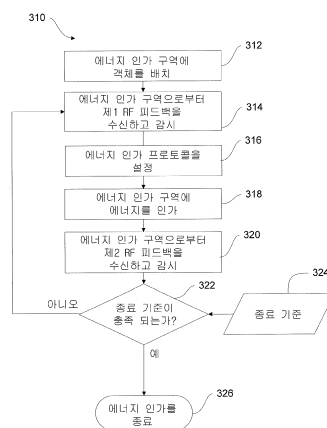 310
에너지 인가 구역에
객체를 배치
312
에너지 인가 구역으로부터
제1 RF 피드백을
수신하고 감시
314
에너지 인가 프로토콜을
설정
316
에너지 인가 구역에
에너지를 인가
318
에너지 인가 구역으로부터
제2 RF 피드백을
수신하고 감시
320
322
324
아니오
종료 기준이
충족 되는가?
종료 기준
예
에너지 인가를
종료
326